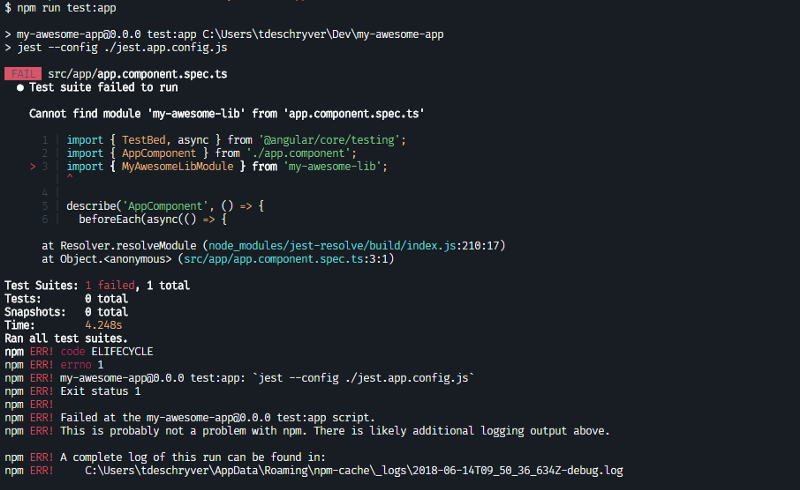 $ npm run test:app
> my-awesome-app@0.0.0 test:app C:\Users\tdeschryver\Dev\my-awesome-app
> jest --config ./jest.app.config.js
FAIL src/app/app.component.spec.ts
● Test suite failed to run
Cannot find module 'my-awesome-lib' from 'app.component.spec.ts'
1 | import { TestBed, async } from '@angular/core/testing';
2 | import { AppComponent } from './app.component';
> 3 | import { MyAwesomeLibModule } from 'my-awesome-lib';
| ^
4 |
5 | describe('AppComponent', () => {
6 | beforeEach(async(() => {
at Resolver.resolveModule (node_modules/jest-resolve/build/index.js:210:17)
at Object.<anonymous> (src/app/app.component.spec.ts:3:1)
Test Suites: 1 failed, 1 total
Tests: 0 total
Snapshots: 0 total
Time: 4.248s
Ran all test suites.
npm ERR! code ELIFECYCLE
npm ERR! errno 1
npm ERR! my-awesome-app@0.0.0 test:app: `jest --config ./jest.app.config.js`
npm ERR! Exit status 1
npm ERR!
npm ERR! Failed at the my-awesome-app@0.0.0 test:app script.
npm ERR! This is probably not a problem with npm. There is likely additional logging output above.
npm ERR! A complete log of this run can be found in:
npm ERR! C:\Users\tdeschryver\AppData\Roaming\npm-cache\_logs\2018-06-14T09_50_36_634Z-debug.log